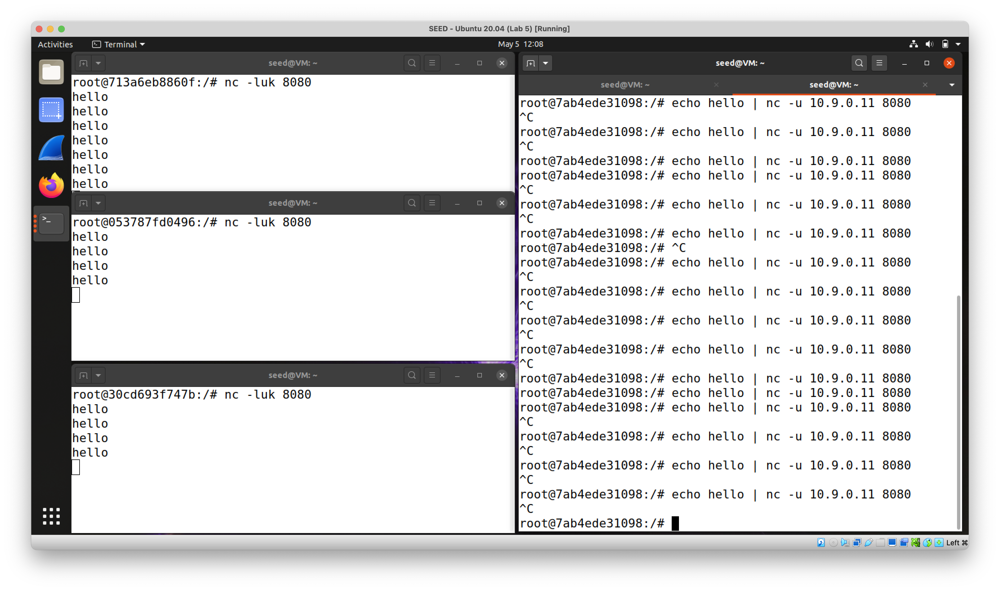 SEED - Ubuntu 20.04 (Lab 5) [Running]
Activities
Terminal
May 5 12:08
seed@VM: ~
root@713a6eb8860f:/# nc -luk 8080
hello
hello
hello
hello
hello
hello
hello
seed@VM: ~
root@053787fd0496:/# nc -luk 8080
hello
hello
hello
hello
seed@VM: ~
root@30cd693f747b:/# nc -luk 8080
hello
hello
hello
hello
seed@VM: ~
seed@VM: ~
seed@VM: ~
root@7ab4ede31098:/# echo hello | nc -u 10.9.0.11 8080
^C
root@7ab4ede31098:/# echo hello | nc -u 10.9.0.11 8080
^C
root@7ab4ede31098:/# echo hello | nc -u 10.9.0.11 8080
root@7ab4ede31098:/# echo hello | nc -u 10.9.0.11 8080
^C
root@7ab4ede31098:/# echo hello | nc -u 10.9.0.11 8080
^C
root@7ab4ede31098:/# echo hello | nc -u 10.9.0.11 8080
root@7ab4ede31098:/# ^C
root@7ab4ede31098:/# echo hello | nc -u 10.9.0.11 8080
^C
root@7ab4ede31098:/# echo hello | nc -u 10.9.0.11 8080
^C
root@7ab4ede31098:/# echo hello | nc -u 10.9.0.11 8080
^C
root@7ab4ede31098:/# echo hello | nc -u 10.9.0.11 8080
^C
root@7ab4ede31098:/# echo hello | nc -u 10.9.0.11 8080
root@7ab4ede31098:/# echo hello | nc -u 10.9.0.11 8080
root@7ab4ede31098:/# echo hello | nc -u 10.9.0.11 8080
^C
root@7ab4ede31098:/# echo hello | nc -u 10.9.0.11 8080
^C
root@7ab4ede31098:/# echo hello | nc -u 10.9.0.11 8080
^C
root@7ab4ede31098:/# echo hello | nc -u 10.9.0.11 8080
^C
root@7ab4ede31098:/#
Left ⌘